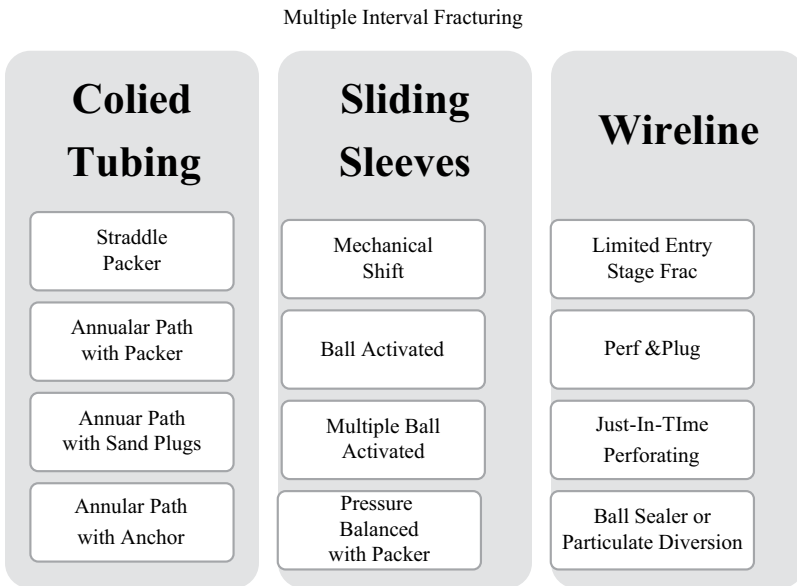 Multiple Interval Fracturing
Colied
Tubing
Straddle
Packer
Annualar Path
with Packer
Annuar Path
with Sand Plugs
Annular Path
with Anchor
Sliding
Sleeves
Mechanical
Shift
Ball Activated
Multiple Ball
Activated
Pressure
Balanced
with Packer
Wireline
Limited Entry
Stage Frac
Perf &Plug
Just-In-TIme
Perforating
Ball Sealer or
Particulate Diversion